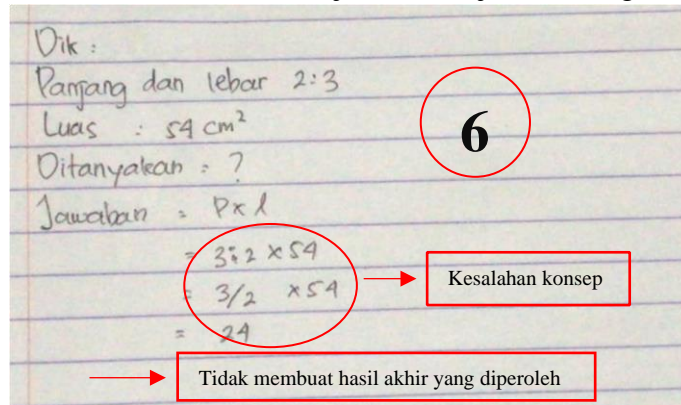 Dik :
Panjang dan lebar 2:3
Luas : 54 cm²
6
Ditanyakan : ?
Jawaban = P x l
= 3:2 x 54
= 3/2 x 54
Kesalahan konsep
= 24
Tidak membuat hasil akhir yang diperoleh